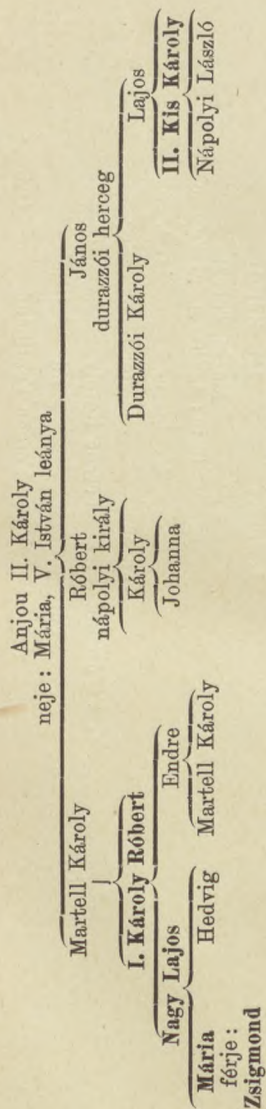 Anjou II. Károly
neje: Mária, V. István leánya
Martell Károly
Róbert
nápolyi király
János
durazzói herceg
I. Károly Róbert
Károly
Durazzói Károly
Lajos
Nagy Lajos
Endre
Johanna
II. Kis Károly
Mária
férje:
Zsigmond
Hedvig
Martell Károly
Nápolyi László